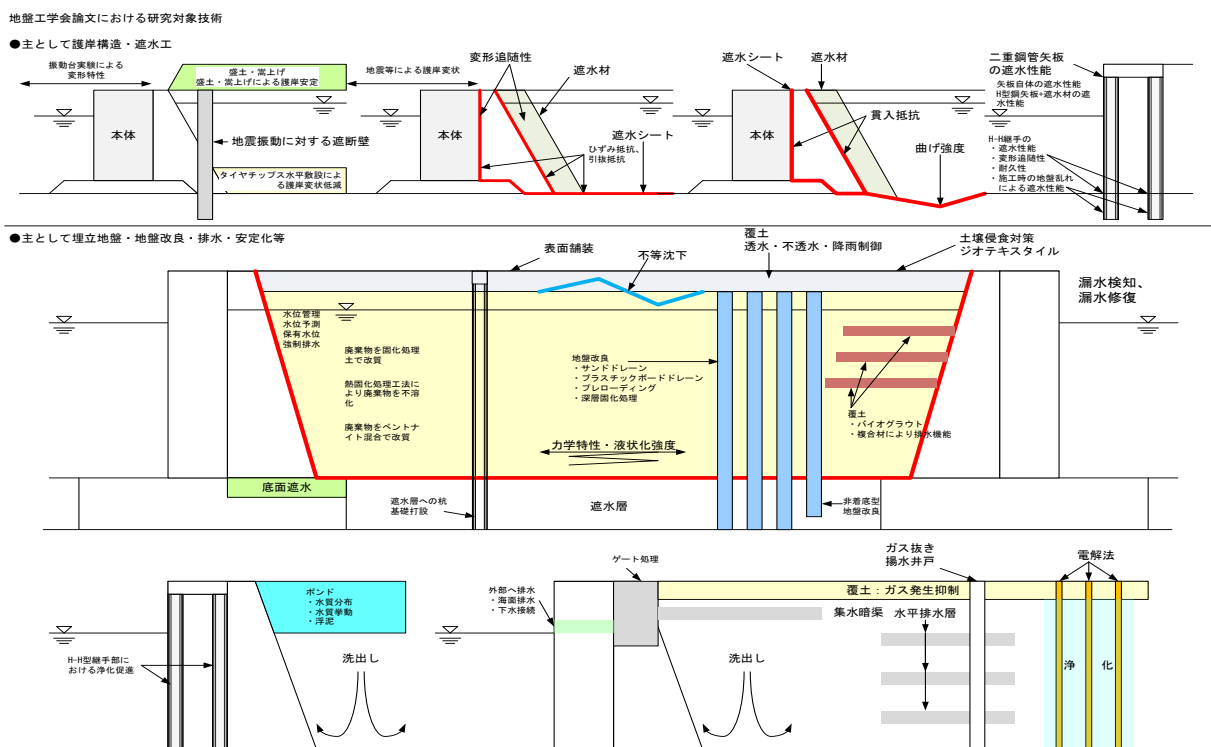 地盤工学会論文における研究対象技術
●主として護岸構造・遮水工
振動台実験による
変形特性
盛土・嵩上げ
盛土・嵩上げによる護岸安定
本体
地震振動に対する遮断壁
タイヤチップス水平敷設によ
る護岸変状低減
地震等による護岸変状
変形追随性
遮水材
本体
遮水シート
ひずみ抵抗、
引抜抵抗
遮水シート
遮水材
本体
貫入抵抗
曲げ強度
二重鋼管矢板
の遮水性能
矢板自体の遮水性能
H型鋼矢板+遮水材の遮
水性能
H-H継手の
・遮水性能
・変形追随性
・耐久性
・施工時の地盤乱れ
による遮水性能
●主として埋立地盤・地盤改良・排水・安定化等
表面舗装
不等沈下
覆土
透水・不透水・降雨制御
土壌侵食対策
ジオテキスタイル
漏水検知、
漏水修復
水位管理
水位予測
保有水位
強制排水
廃棄物を固化処理
土で改質
熱固化処理工法に
より廃棄物を不溶
化
廃棄物をベントナ
イト混合で改質
地盤改良
・サンドドレーン
・プラスチックボードドレーン
・プレローディング
・深層固化処理
覆土
・バイオグラウト
・複合材により排水機能
力学特性・液状化強度
底面遮水
遮水層への杭
基礎打設
遮水層
非着底型
地盤改良
ポンド
・水質分布
・水質挙動
・浮泥
H-H型継手部に
おける浄化促進
洗出し
ゲート処理
外部へ排水
・海面排水
・下水接続
洗出し
ガス抜き
揚水井戸
覆土：ガス発生抑制
集水暗渠
水平排水層
電解法
浄
化